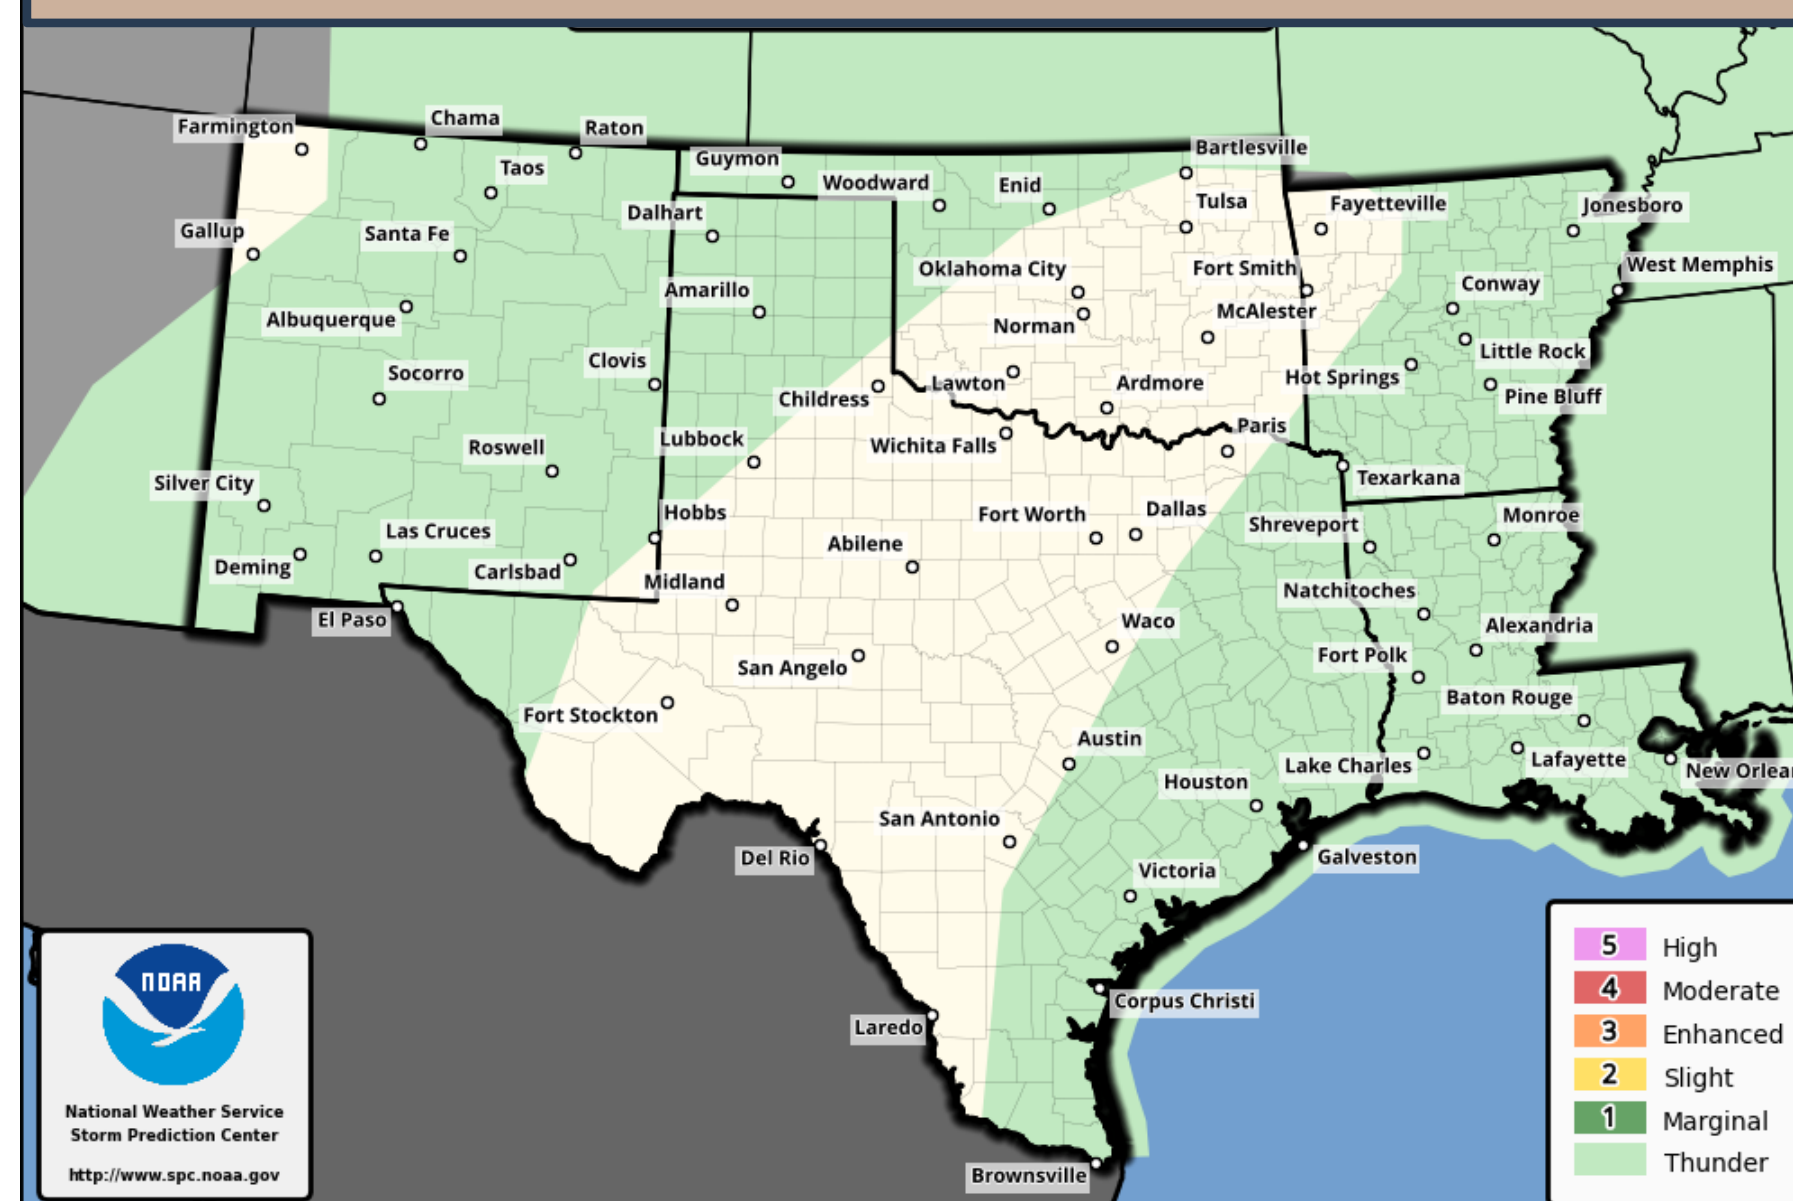 Farmington
Chama
Raton
Taos
Guymon
Woodward
Enid
Bartlesville
Tulsa
Fayetteville
Jonesboro
Gallup
Santa Fe
Dalhart
Oklahoma City
Fort Smith
West Memphis
Conway
Amarillo
Albuquerque
Norman
McAlester
Little Rock
Socorro
Clovis
Childress
Lawton
Ardmore
Hot Springs
Pine Bluff
Roswell
Lubbock
Wichita Falls
Paris
Texarkana
Silver City
Hobbs
Fort Worth
Dallas
Shreveport
Monroe
Las Cruces
Abilene
Deming
Carlsbad
Midland
Natchitoches
El Paso
Waco
Alexandria
San Angelo
Fort Polk
Baton Rouge
Fort Stockton
Austin
Lake Charles
Lafayette
New Orlea
Houston
San Antonio
Del Rio
Galveston
Victoria
Corpus Christi
Laredo
Brownsville
NOAA
National Weather Service
Storm Prediction Center
http://www.spc.noaa.gov
5 High
4 Moderate
3 Enhanced
2 Slight
1 Marginal
Thunder